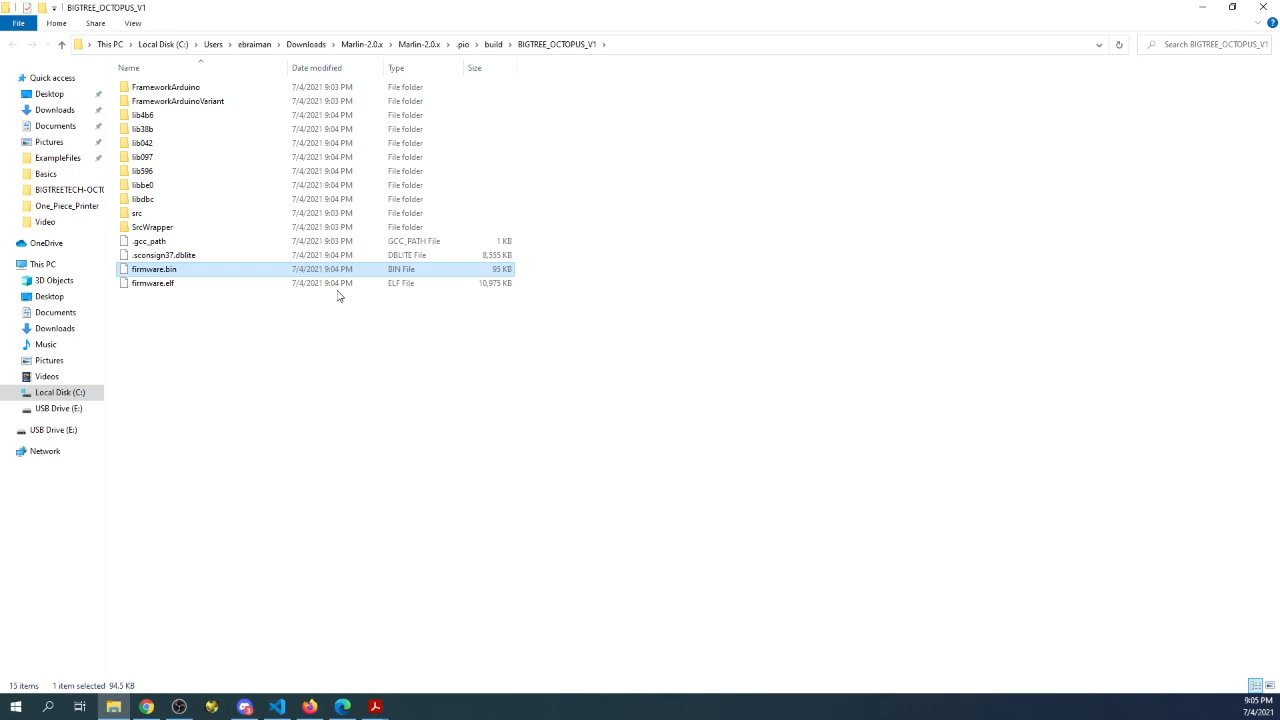 BIGTREE_OCTOPUS_V1
File Home Share View
This PC Local Disk (C:) Users ebraiman Downloads Marlin-2.0.x Marlin-2.0.x .pio build BIGTREE_OCTOPUS_V1
Search BIGTREE_OCTOPUS_V1
Quick access
Desktop
Downloads
Documents
Pictures
ExampleFiles
Basics
BIGTREETECH-OCTO
One_Piece_Printer
Video
OneDrive
This PC
3D Objects
Desktop
Documents
Downloads
Music
Pictures
Videos
Local Disk (C:)
USB Drive (E:)
USB Drive (E:)
Network
Name Date modified Type Size
FrameworkArduino 7/4/2021 9:03 PM File folder
FrameworkArduinoVariant 7/4/2021 9:03 PM File folder
lib4b6 7/4/2021 9:04 PM File folder
lib38b 7/4/2021 9:04 PM File folder
lib042 7/4/2021 9:04 PM File folder
lib097 7/4/2021 9:04 PM File folder
lib596 7/4/2021 9:04 PM File folder
libbe0 7/4/2021 9:04 PM File folder
libdbc 7/4/2021 9:04 PM File folder
src 7/4/2021 9:03 PM File folder
SrcWrapper 7/4/2021 9:03 PM File folder
.gcc_path 7/4/2021 9:03 PM GCC_PATH File 1 KB
.sconsign37.dblite 7/4/2021 9:04 PM DBLITE File 8,555 KB
firmware.bin 7/4/2021 9:04 PM BIN File 95 KB
firmware.elf 7/4/2021 9:04 PM ELF File 10,975 KB
15 items 1 item selected 94.5 KB
9:05 PM
7/4/2021